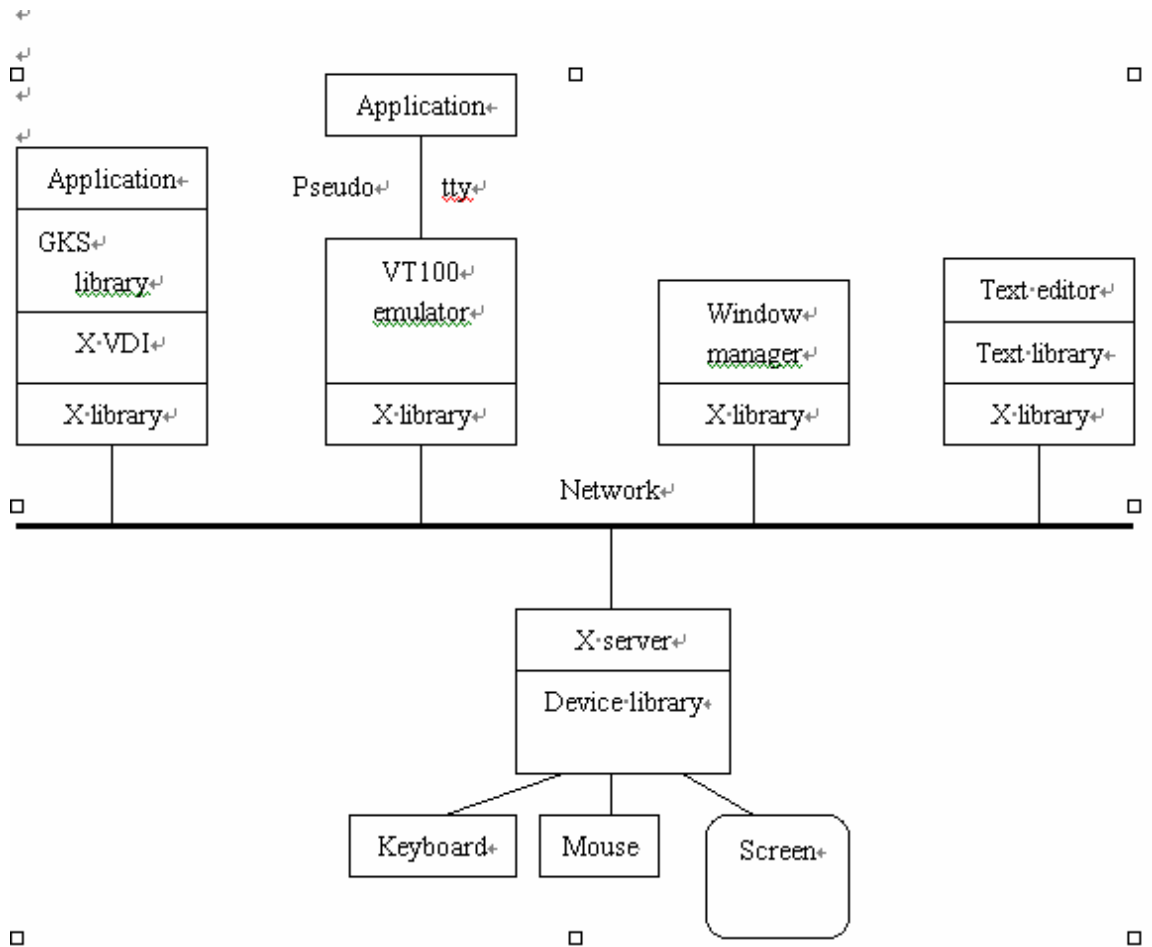 Application
Pseudo tty
Application
GKS
library
X VDI
X library
VT100
emulator
X library
Window
manager
X library
Text editor
Text library
X library
Network
X server
Device library
Keyboard
Mouse
Screen